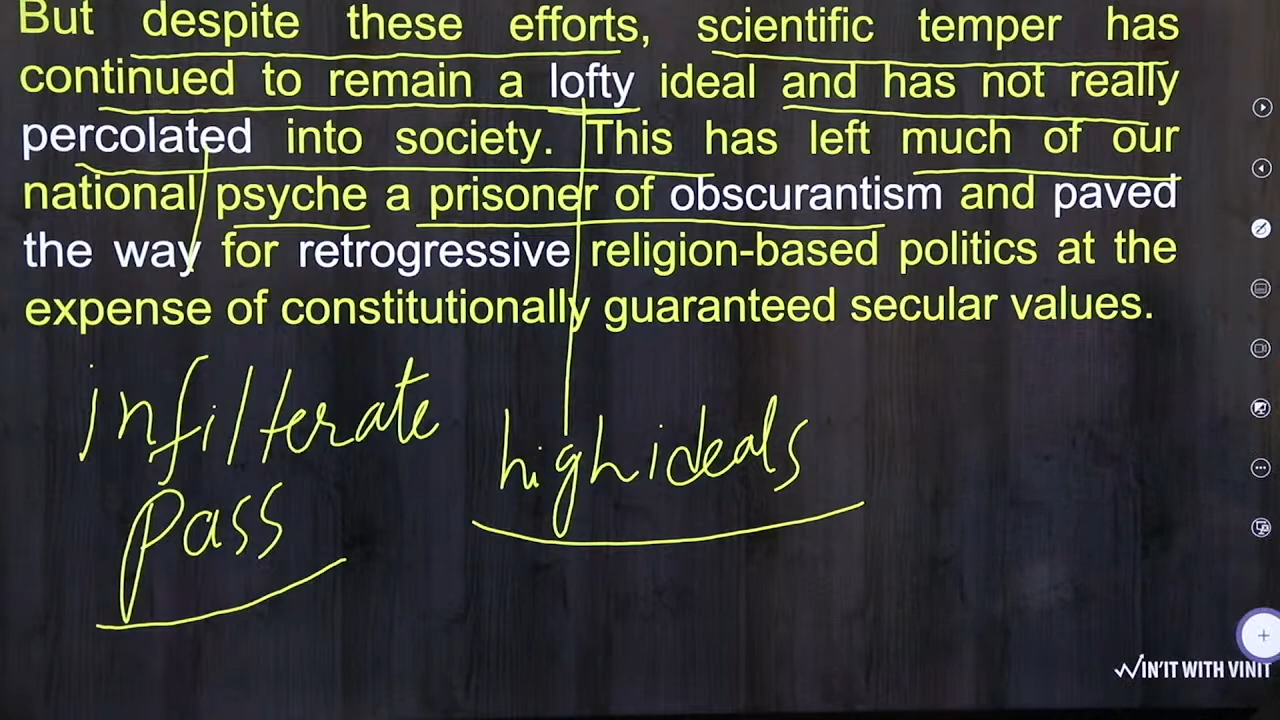 But despite these efforts, scientific temper has
continued to remain a lofty ideal and has not really
percolated into society. This has left much of our
national psyche a prisoner of obscurantism and paved
the way for retrogressive religion-based politics at the
expense of constitutionally guaranteed secular values.
infilterate
high ideals
Pass
WIN'IT WITH VINIT